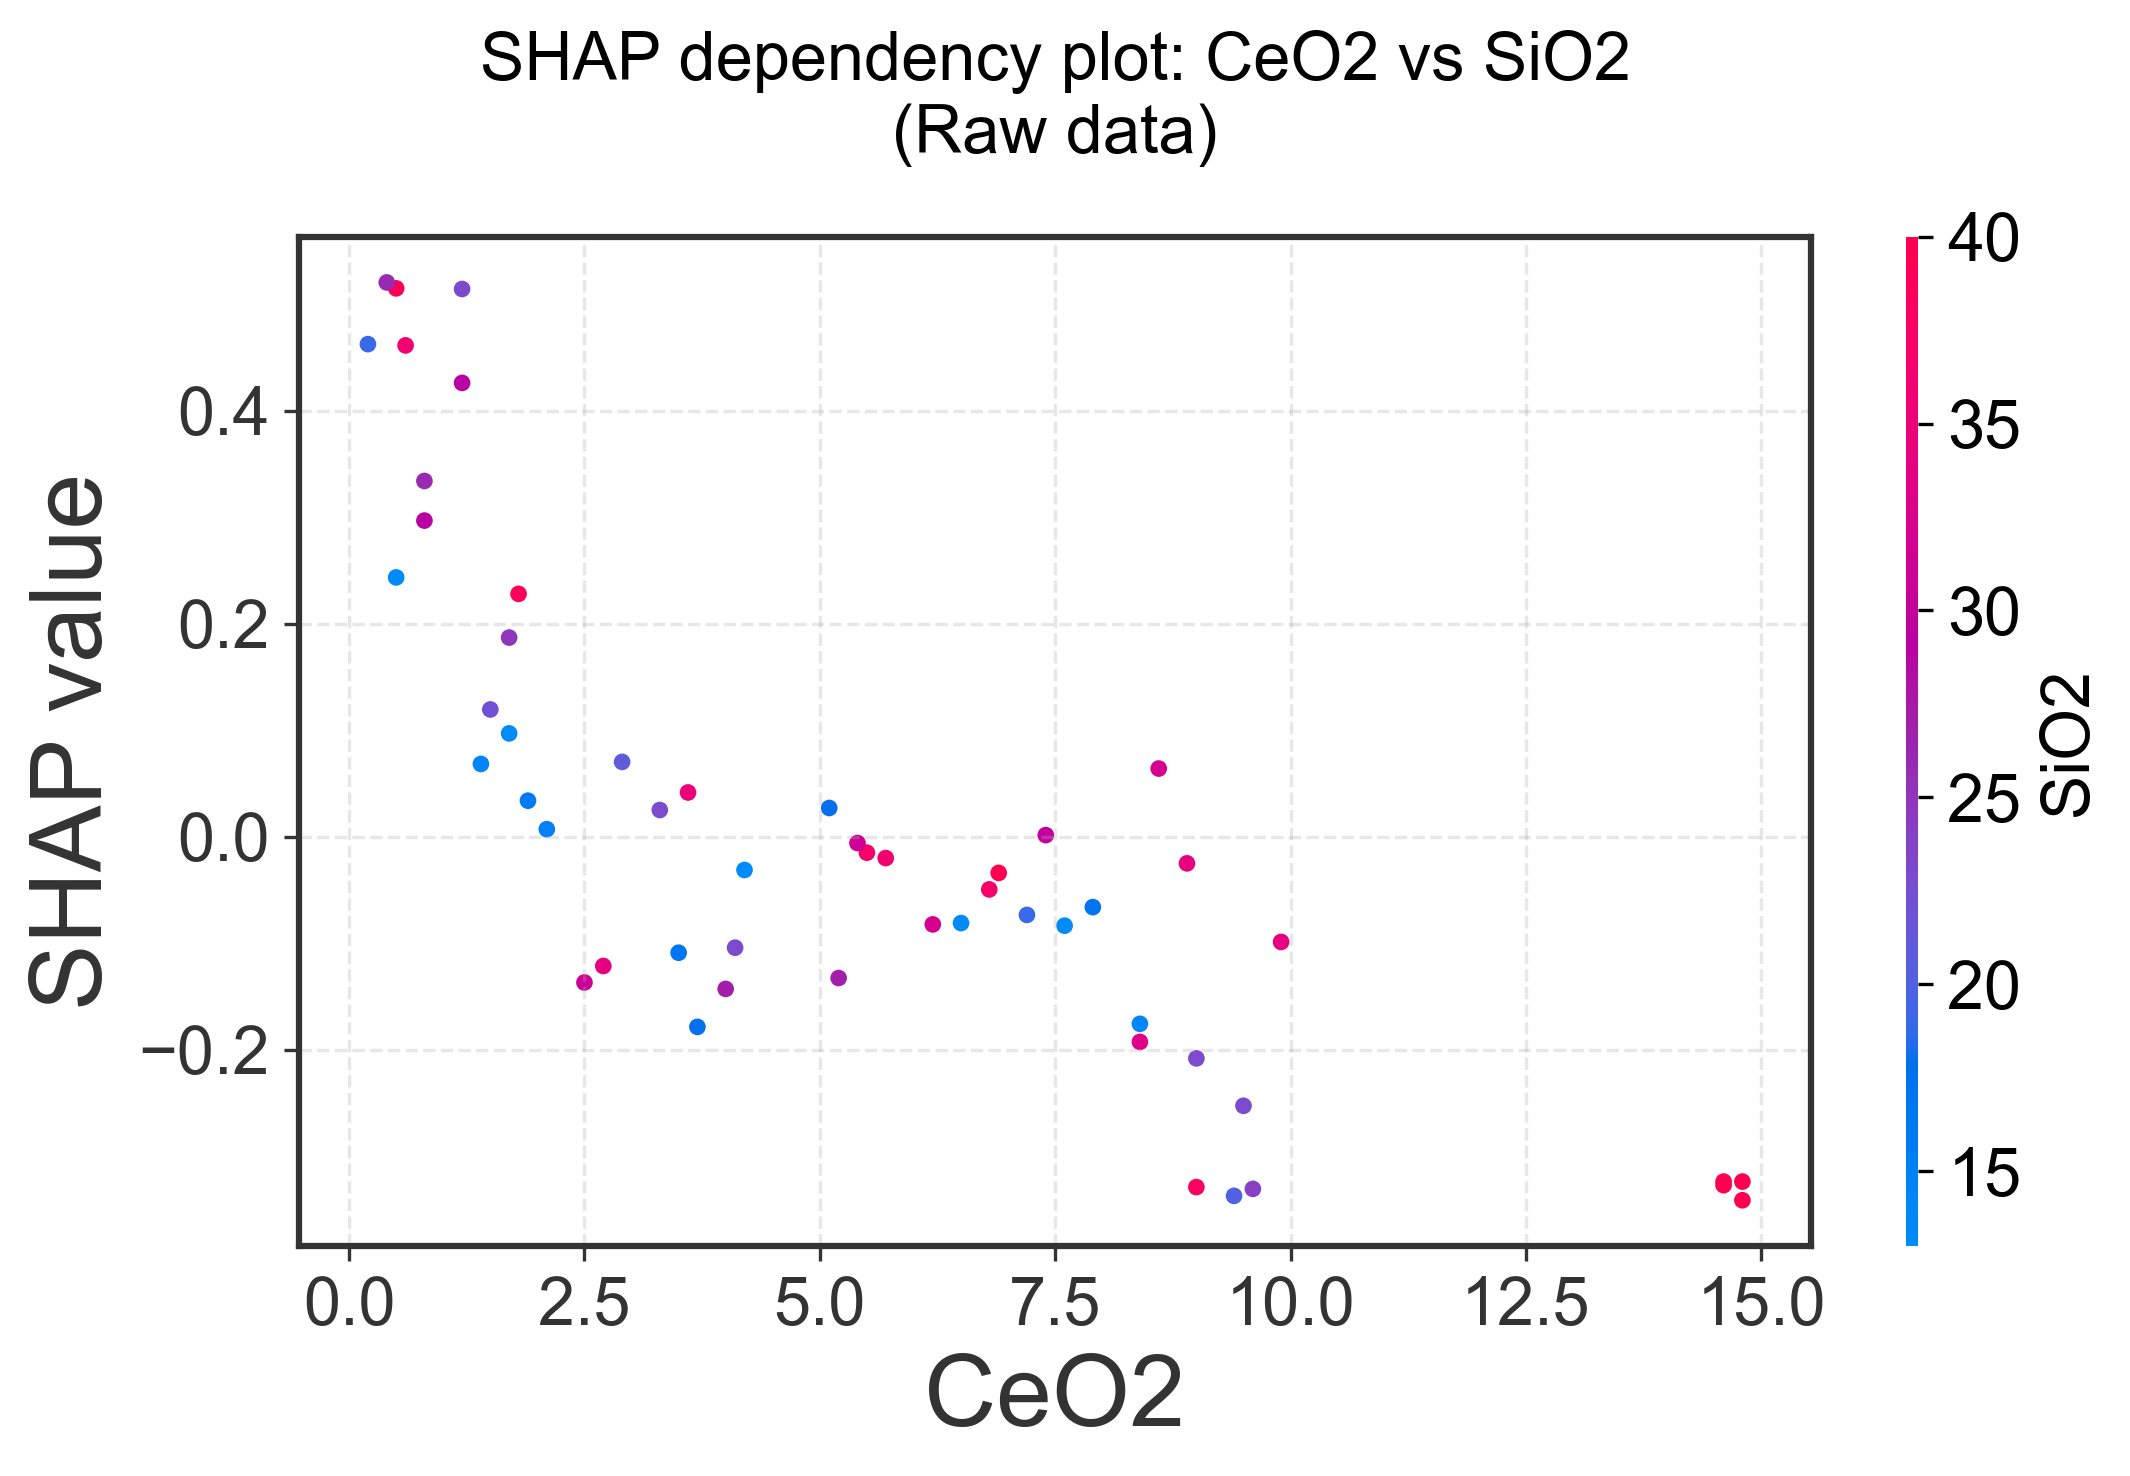 SHAP dependency plot: CeO2 vs SiO2
(Raw data)
SHAP value
0.4
0.2
0.0
−0.2
0.0 2.5 5.0 7.5 10.0 12.5 15.0
CeO2
40
35
30
25
20
15
SiO2